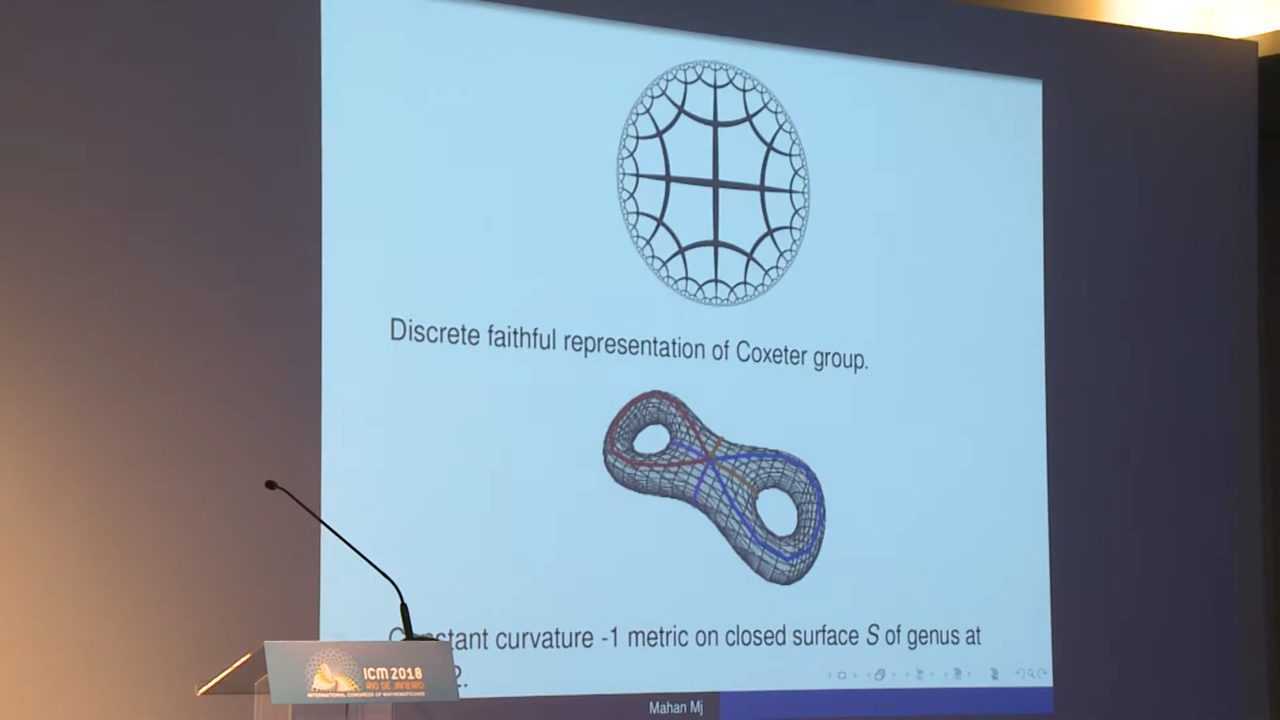 Discrete faithful representation of Coxeter group.
Constant curvature -1 metric on closed surface S of genus at
2.
Mahan Mj
ICM 2018
RIO DE JANEIRO
INTERNATIONAL CONGRESS OF MATHEMATICIANS